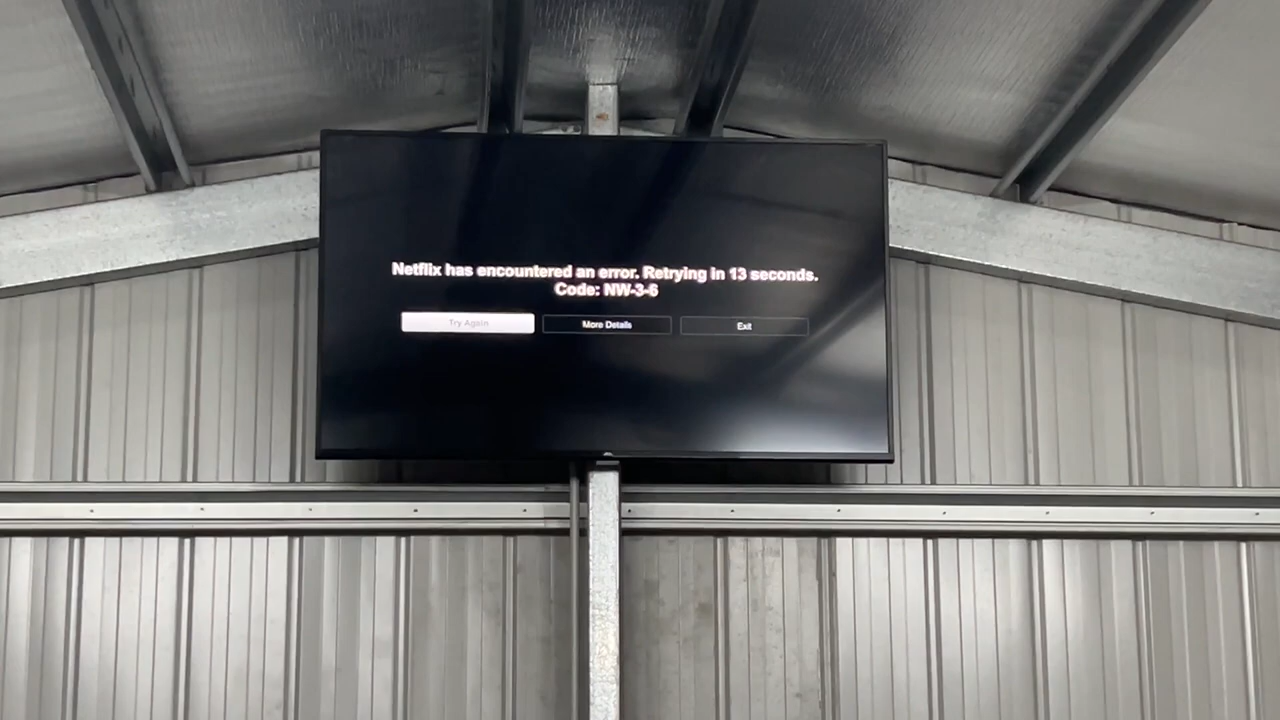 Netflix has encountered an error. Retrying in 13 seconds.
Code: NW-3-6
Try Again
More Details
Exit